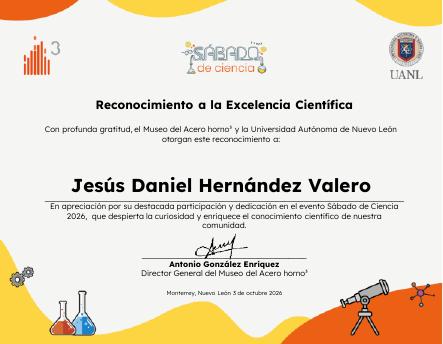 3
SÁBADO
de ciencia
UANL
Reconocimiento a la Excelencia Científica
Con profunda gratitud, el Museo del Acero horno³ y la Universidad Autónoma de Nuevo León
otorgan este reconocimiento a:
Jesús Daniel Hernández Valero
En apreciación por su destacada participación y dedicación en el evento Sábado de Ciencia
2026, que despierta la curiosidad y enriquece el conocimiento científico de nuestra
comunidad.
Antonio González Enriquez
Director General del Museo del Acero horno³
Monterrey, Nuevo León 3 de octubre 2026